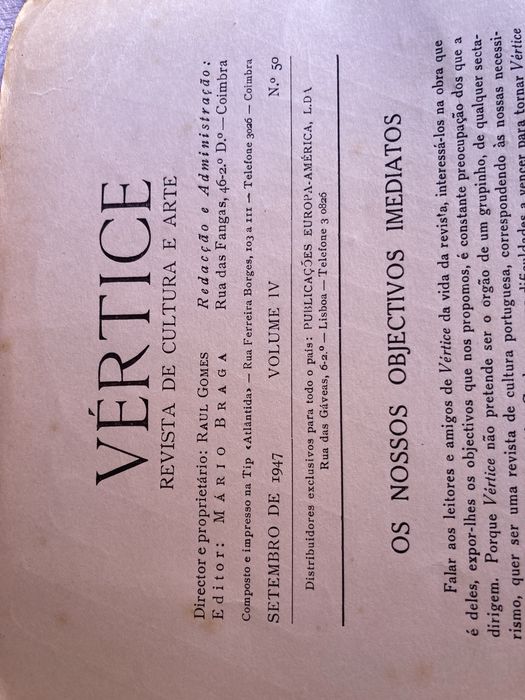 VÉRTICE
REVISTA DE CULTURA E ARTE
Director e proprietário: RAUL GOMES Redacção e Administração:
Editor: MÁRIO BRAGA Rua das Fangas, 46-2.º D.º—Coimbra
Composto e impresso na Tip «Atlântida» — Rua Ferreira Borges, 103 a 111 — Telefone 3026 — Coimbra
SETEMBRO DE 1947 VOLUME IV N.º 50
Distribuidores exclusivos para todo o país: PUBLICAÇÕES EUROPA-AMÉRICA, L.DA
Rua das Gáveas, 6-2.º — Lisboa — Telefone 3 0826
OS NOSSOS OBJECTIVOS IMEDIATOS
Falar aos leitores e amigos de Vértice da vida da revista, interessá-los na obra que
é deles, expor-lhes os objectivos que nos propomos, é constante preocupação dos que a
dirigem. Porque Vértice não pretende ser o orgão de um grupinho, de qualquer secta-
rismo, quer ser uma revista de cultura portuguesa, correspondendo às nossas necessi-
a vencer para tornar Vértice